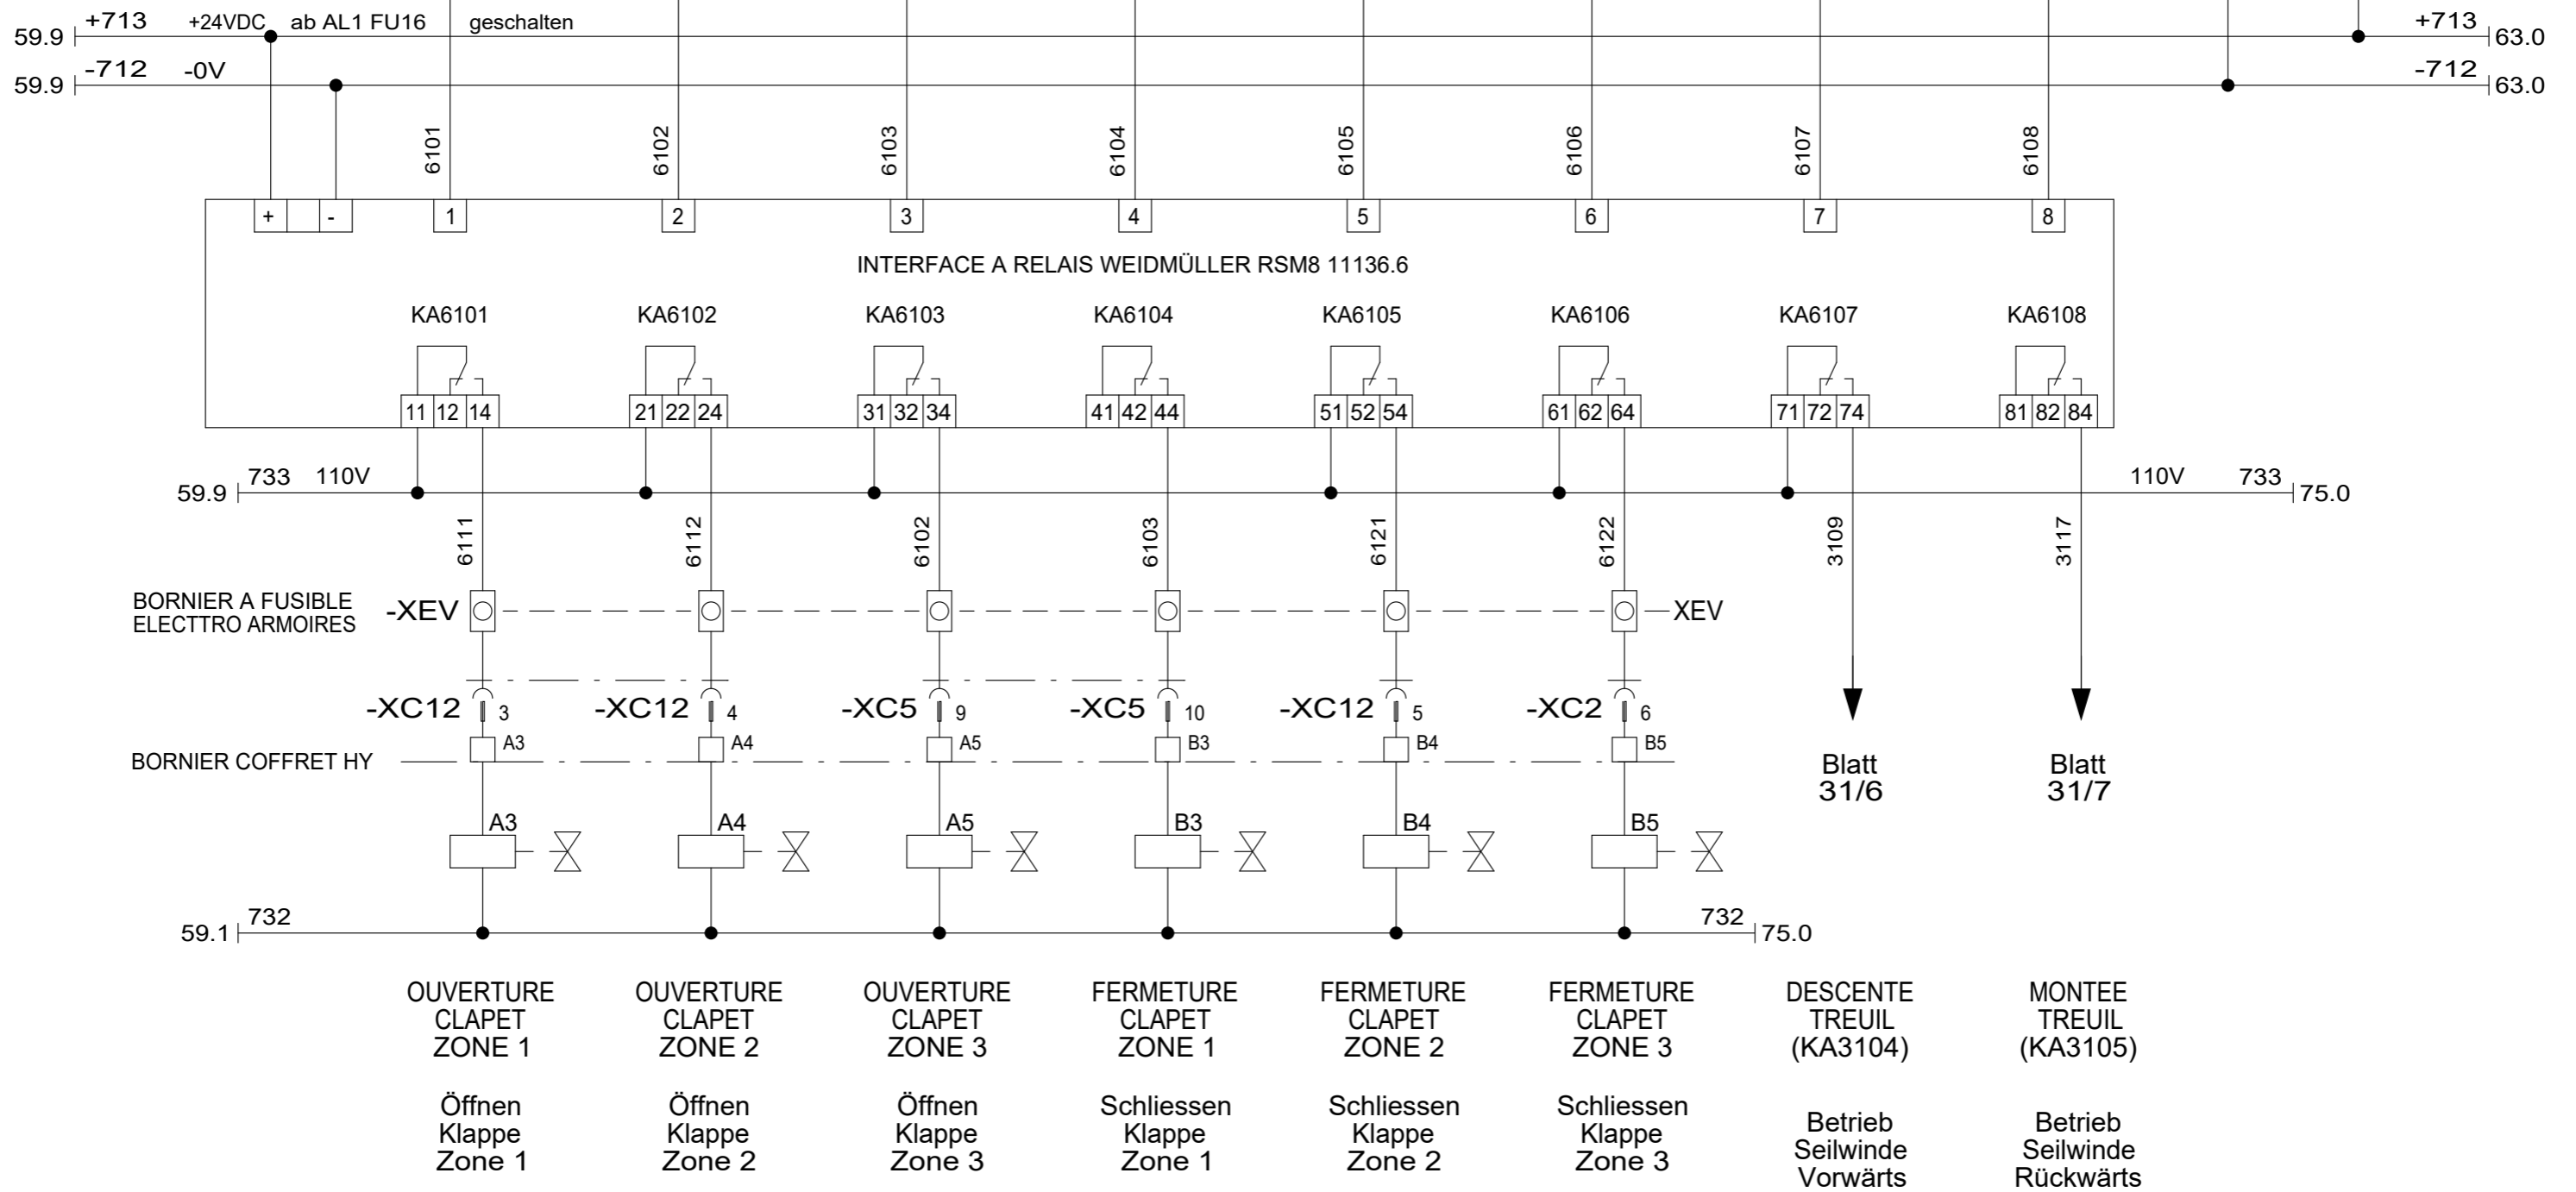 +713 +24VDC ab AL1 FU16 geschalten +713
59.9 63.0
-712 -0V -712
59.9 63.0
6101 6102 6103 6104 6105 6106 6107 6108
+ - 1 2 3 4 5 6 7 8
INTERFACE A RELAIS WEIDMÜLLER RSM8 11136.6
KA6101 KA6102 KA6103 KA6104 KA6105 KA6106 KA6107 KA6108
11 12 14 21 22 24 31 32 34 41 42 44 51 52 54 61 62 64 71 72 74 81 82 84
733 110V 110V 733
59.9 75.0
6111 6112 6102 6103 6121 6122 3109 3117
BORNIER A FUSIBLE
ELECTTRO ARMOIRES
-XEV XEV
-XC12 3 -XC12 4 -XC5 9 -XC5 10 -XC12 5 -XC2 6
A3 A4 A5 B3 B4 B5
BORNIER COFFRET HY
Blatt
31/6
Blatt
31/7
A3 A4 A5 B3 B4 B5
732 732
59.1 75.0
OUVERTURE
CLAPET
ZONE 1
OUVERTURE
CLAPET
ZONE 2
OUVERTURE
CLAPET
ZONE 3
FERMETURE
CLAPET
ZONE 1
FERMETURE
CLAPET
ZONE 2
FERMETURE
CLAPET
ZONE 3
DESCENTE
TREUIL
(KA3104)
MONTEE
TREUIL
(KA3105)
Öffnen
Klappe
Zone 1
Öffnen
Klappe
Zone 2
Öffnen
Klappe
Zone 3
Schliessen
Klappe
Zone 1
Schliessen
Klappe
Zone 2
Schliessen
Klappe
Zone 3
Betrieb
Seilwinde
Vorwärts
Betrieb
Seilwinde
Rückwärts